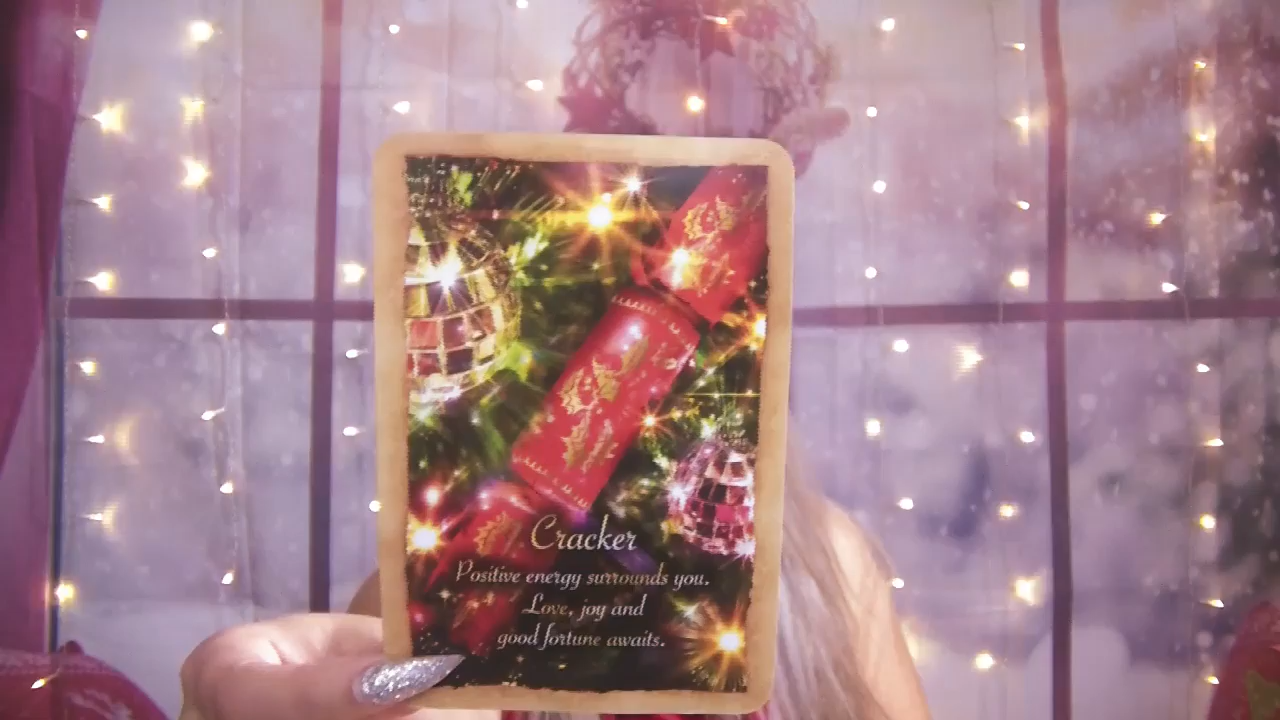 Cracker
Positive energy surrounds you.
Love, joy and
good fortune awaits.